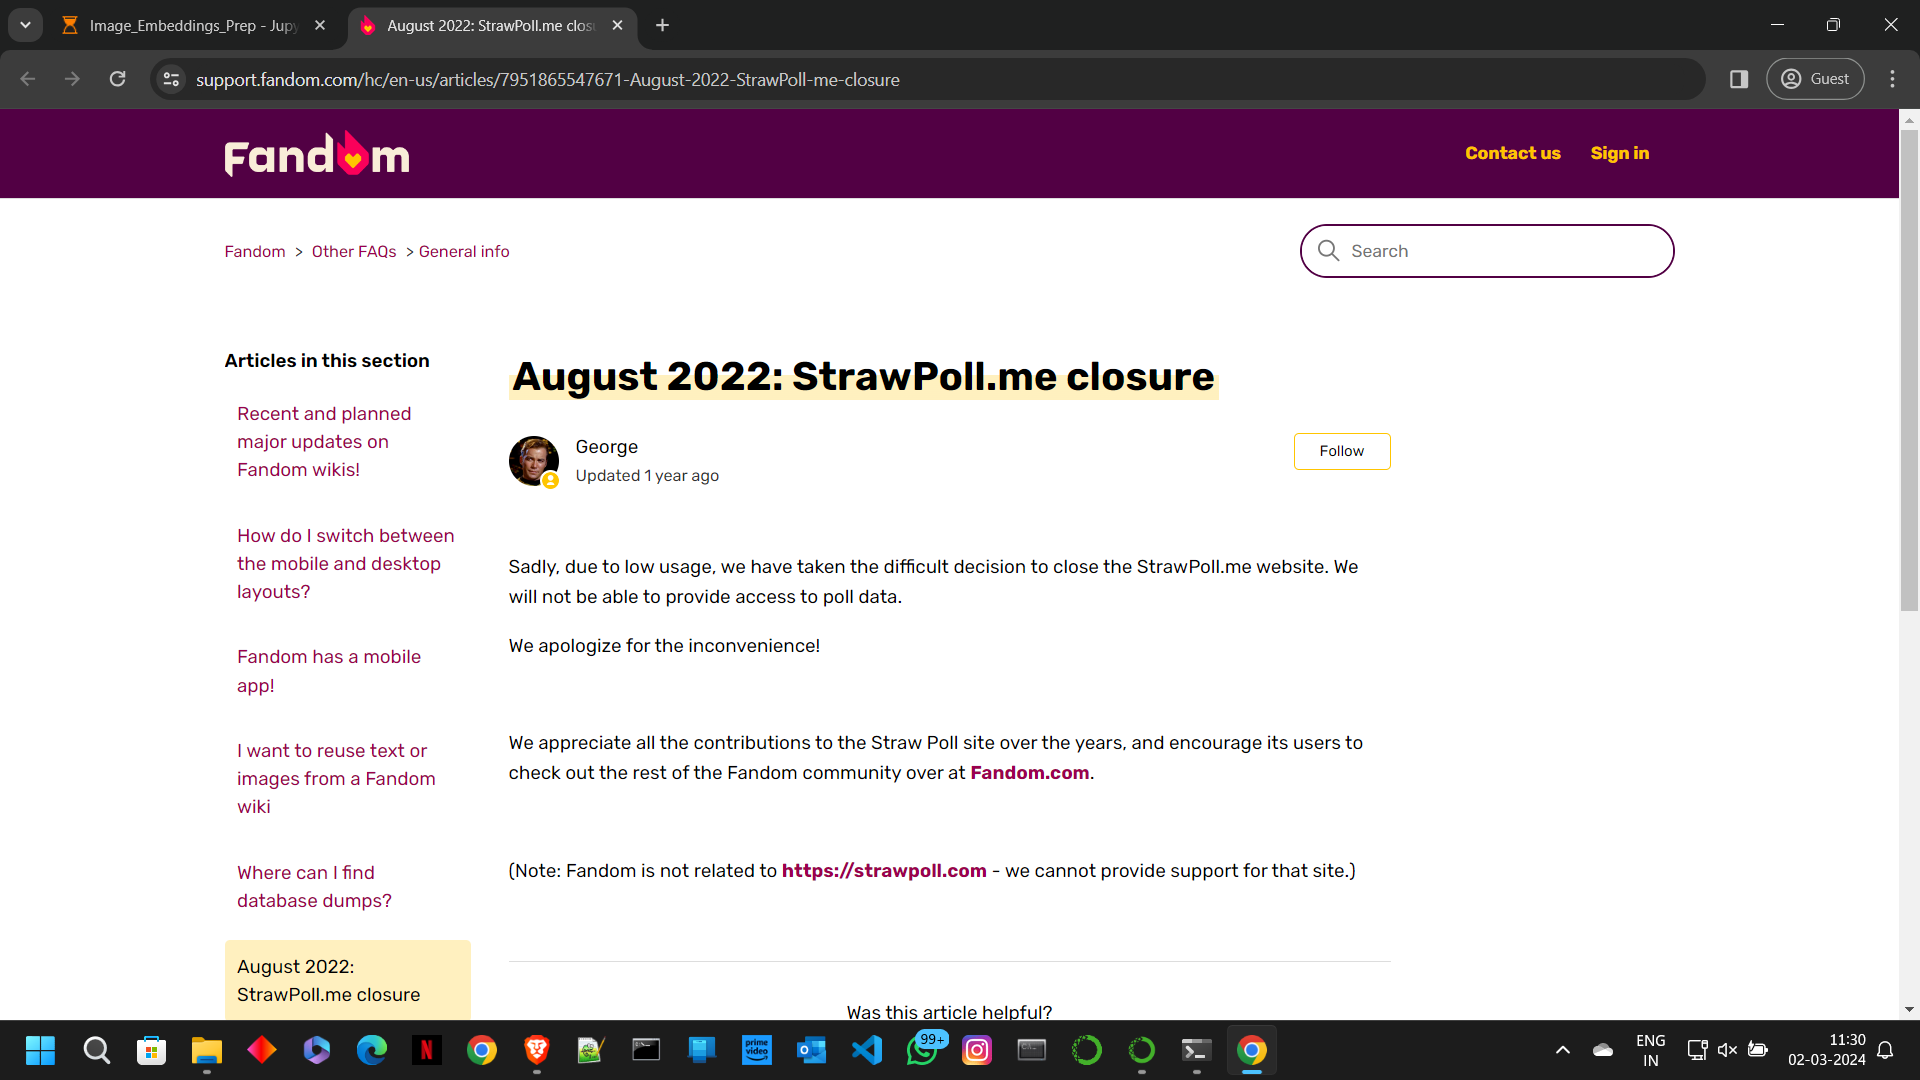 Image_Embeddings_Prep - Jupy
August 2022: StrawPoll.me clos
support.fandom.com/hc/en-us/articles/7951865547671-August-2022-StrawPoll-me-closure
Guest
Fandom
Contact us
Sign in
Fandom > Other FAQs > General info
Search
Articles in this section
Recent and planned
major updates on
Fandom wikis!
How do I switch between
the mobile and desktop
layouts?
Fandom has a mobile
app!
I want to reuse text or
images from a Fandom
wiki
Where can I find
database dumps?
August 2022:
StrawPoll.me closure
August 2022: StrawPoll.me closure
George
Updated 1 year ago
Follow
Sadly, due to low usage, we have taken the difficult decision to close the StrawPoll.me website. We
will not be able to provide access to poll data.
We apologize for the inconvenience!
We appreciate all the contributions to the Straw Poll site over the years, and encourage its users to
check out the rest of the Fandom community over at Fandom.com.
(Note: Fandom is not related to https://strawpoll.com - we cannot provide support for that site.)
Was this article helpful?
prime
video
99+
ENG
IN
11:30
02-03-2024